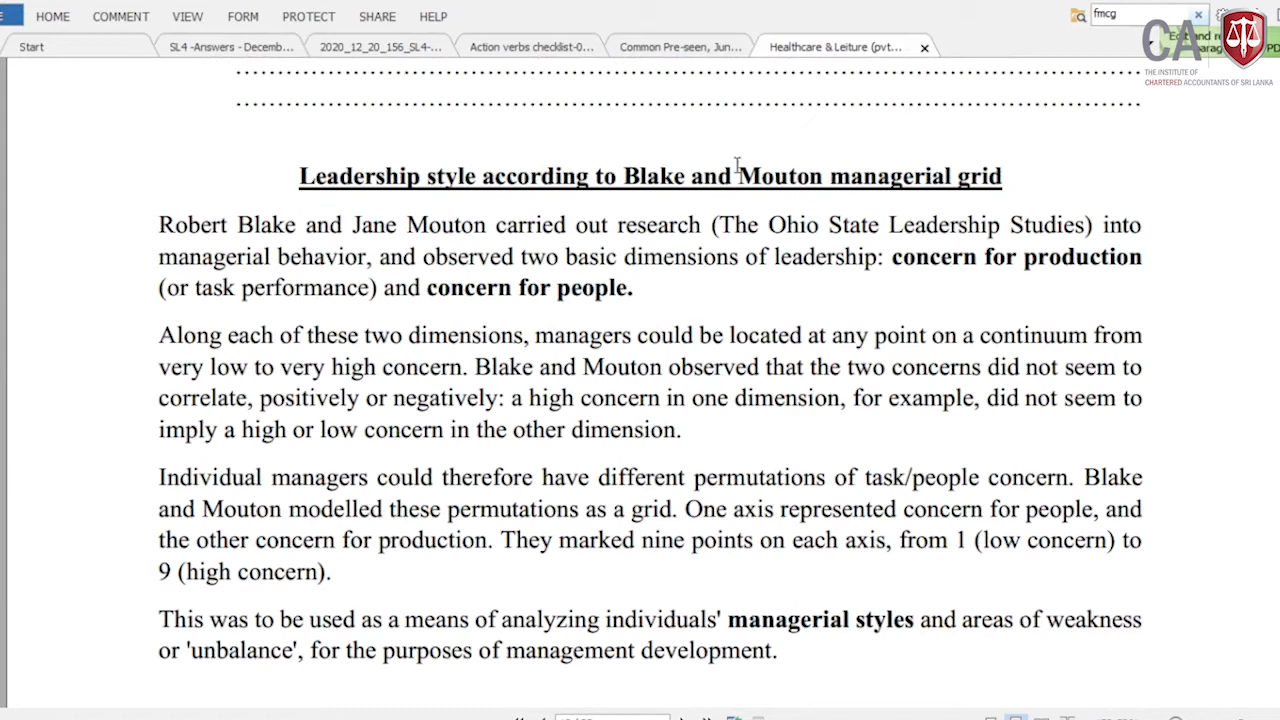 HOME COMMENT VIEW FORM PROTECT SHARE HELP fmcg
Start SL4 -Answers - Decemb... 2020_12_20_156_SL4-... Action verbs checklist-0... Common Pre-seen, Jun... Healthcare & Leiture (pvt...
CA
THE INSTITUTE OF
CHARTERED ACCOUNTANTS OF SRI LANKA
Leadership style according to Blake and Mouton managerial grid
Robert Blake and Jane Mouton carried out research (The Ohio State Leadership Studies) into
managerial behavior, and observed two basic dimensions of leadership: concern for production
(or task performance) and concern for people.
Along each of these two dimensions, managers could be located at any point on a continuum from
very low to very high concern. Blake and Mouton observed that the two concerns did not seem to
correlate, positively or negatively: a high concern in one dimension, for example, did not seem to
imply a high or low concern in the other dimension.
Individual managers could therefore have different permutations of task/people concern. Blake
and Mouton modelled these permutations as a grid. One axis represented concern for people, and
the other concern for production. They marked nine points on each axis, from 1 (low concern) to
9 (high concern).
This was to be used as a means of analyzing individuals' managerial styles and areas of weakness
or 'unbalance', for the purposes of management development.